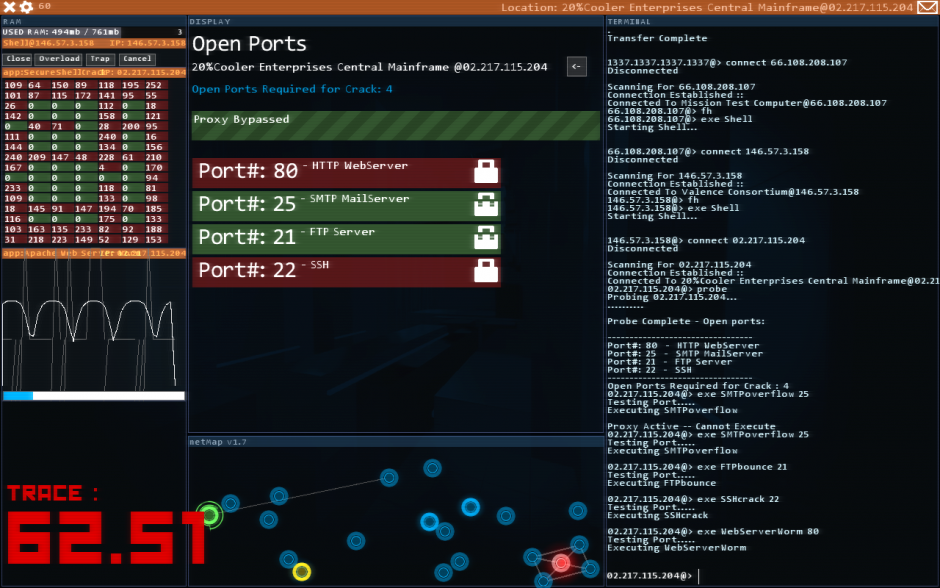 60
Location: 20%Cooler Enterprises Central Mainframe@02.217.115.204
RAM
USED RAM: 494mb / 761mb 3
Shell@146.57.3.158 IP: 146.57.3.158
Close Overload Trap Cancel
app:SecureShellCrack IP: 02.217.115.204
109 64 150 89 118 195 252
101 87 115 172 141 95 55
26 0 0 0 112 0 18
142 0 0 0 158 0 121
0 40 71 0 28 200 95
111 0 0 0 240 0 16
144 0 0 0 134 0 156
240 209 147 48 228 61 210
167 0 0 0 4 0 170
0 0 0 0 0 0 94
233 0 0 0 118 0 81
109 0 0 0 133 0 98
18 145 91 147 194 70 185
116 0 0 0 175 0 133
103 163 135 233 82 92 188
31 218 223 149 52 129 153
TRACE :
62.57
DISPLAY
Open Ports
20%Cooler Enterprises Central Mainframe @02.217.115.204
<-
Open Ports Required for Crack: 4
Proxy Bypassed
Port#: 80 - HTTP WebServer
Port#: 25 - SMTP MailServer
Port#: 21 - FTP Server
Port#: 22 - SSH
netMap v1.7
TERMINAL
Transfer Complete
1337.1337.1337.1337@> connect 66.108.208.107
Disconnected
Scanning For 66.108.208.107
Connection Established ::
Connected To Mission Test Computer@66.108.208.107
66.108.208.107@> fh
66.108.208.107@> exe Shell
Starting Shell...
66.108.208.107@> connect 146.57.3.158
Disconnected
Scanning For 146.57.3.158
Connection Established ::
Connected To Valence Consortium@146.57.3.158
146.57.3.158@> fh
146.57.3.158@> exe Shell
Starting Shell...
146.57.3.158@> connect 02.217.115.204
Disconnected
Scanning For 02.217.115.204
Connection Established ::
Connected To 20%Cooler Enterprises Central Mainframe@02.21
02.217.115.204@> probe
Probing 02.217.115.204...
----------
Probe Complete - Open ports:
---------------------------------
Port#: 80 - HTTP WebServer
Port#: 25 - SMTP MailServer
Port#: 21 - FTP Server
Port#: 22 - SSH
---------------------------------
Open Ports Required for Crack : 4
02.217.115.204@> exe SMTPoverflow 25
Testing Port.....
Executing SMTPoverflow
Proxy Active -- Cannot Execute
02.217.115.204@> exe SMTPoverflow 25
Testing Port.....
Executing SMTPoverflow
02.217.115.204@> exe FTPbounce 21
Testing Port.....
Executing FTPbounce
02.217.115.204@> exe SSHcrack 22
Testing Port.....
Executing SSHcrack
02.217.115.204@> exe WebServerWorm 80
Testing Port.....
Executing WebServerWorm
02.217.115.204@>